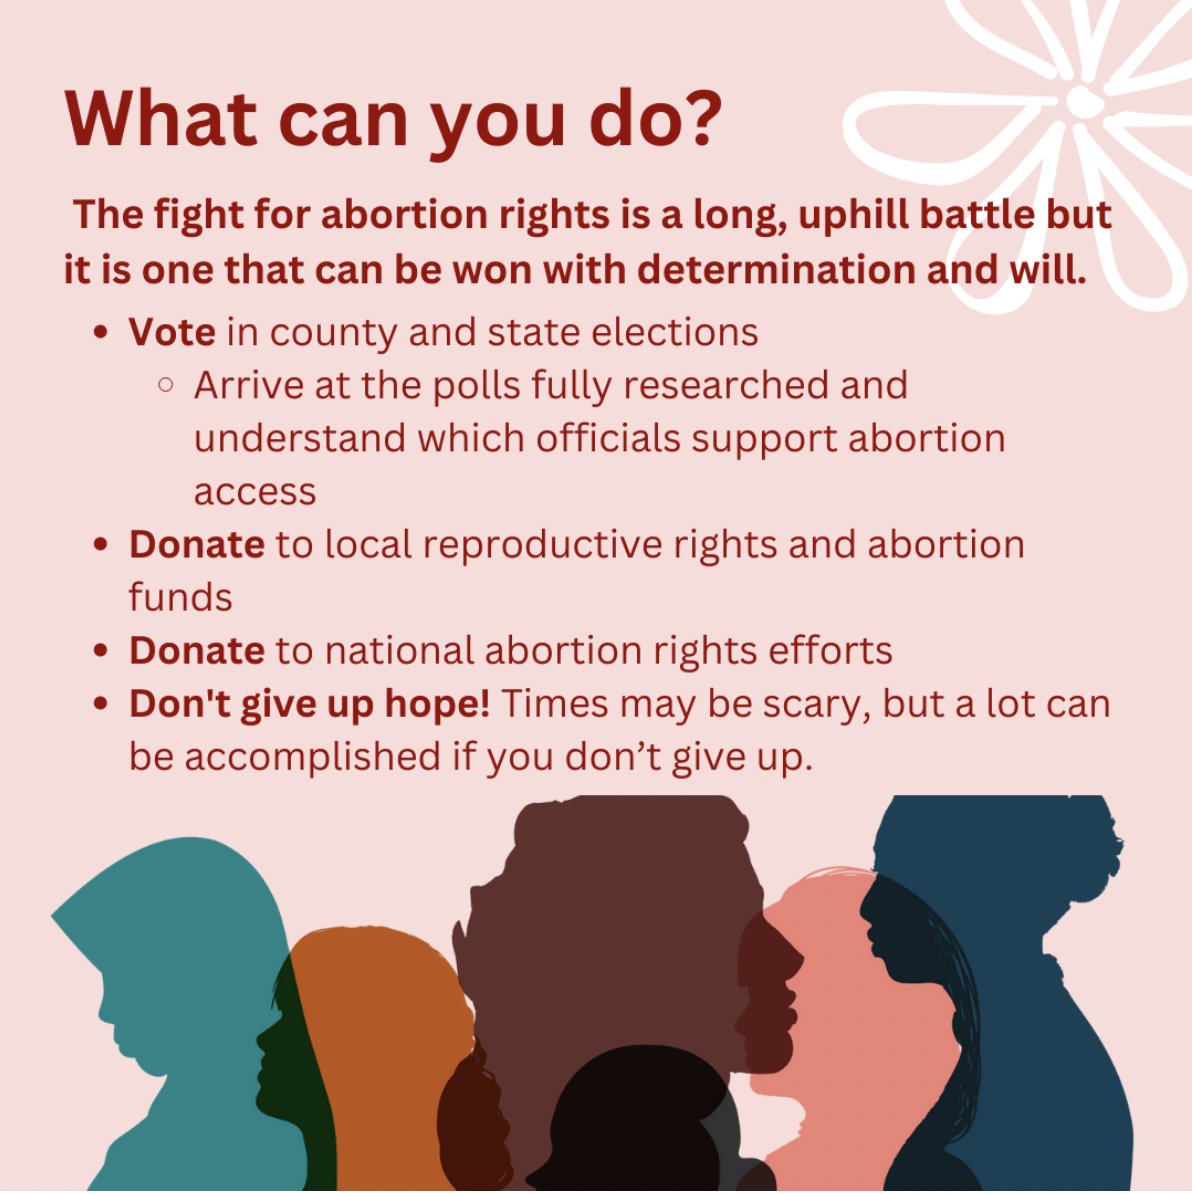 What can you do?
The fight for abortion rights is a long, uphill battle but
it is one that can be won with determination and will.
• Vote in county and state elections
○ Arrive at the polls fully researched and
understand which officials support abortion
access
• Donate to local reproductive rights and abortion
funds
• Donate to national abortion rights efforts
• Don't give up hope! Times may be scary, but a lot can
be accomplished if you don’t give up.